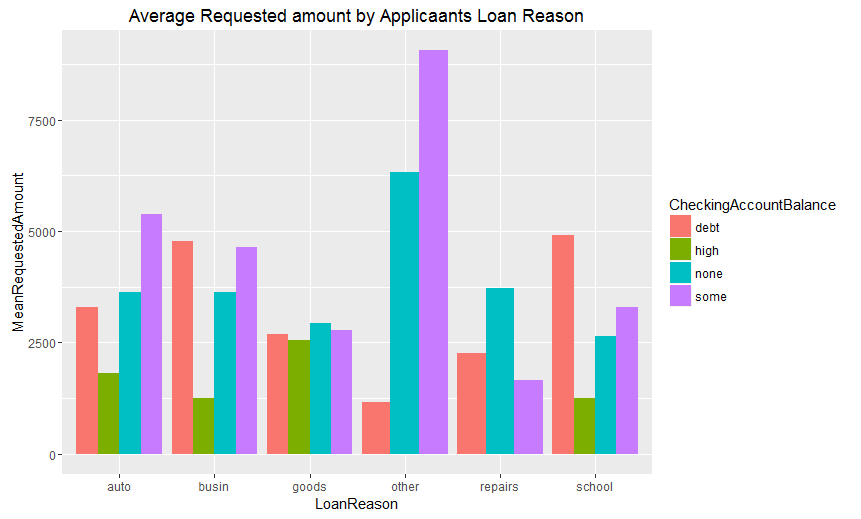 Average Requested amount by Applicaants Loan Reason
MeanRequestedAmount
7500
5000
2500
0
auto busin goods other repairs school
LoanReason
CheckingAccountBalance
debt
high
none
some